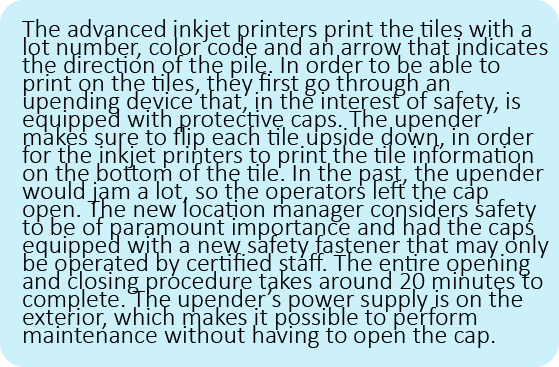 The advanced inkjet printers print the tiles with a
lot number, color code and an arrow that indicates
the direction of the pile. In order to be able to
print on the tiles, they first go through an
upending device that, in the interest of safety, is
equipped with protective caps. The upender
makes sure to flip each tile upside down, in order
for the inkjet printers to print the tile information
on the bottom of the tile. In the past, the upender
would jam a lot, so the operators left the cap
open. The new location manager considers safety
to be of paramount importance and had the caps
equipped with a new safety fastener that may only
be operated by certified staff. The entire opening
and closing procedure takes around 20 minutes to
complete. The upender's power supply is on the
exterior, which makes it possible to perform
maintenance without having to open the cap.